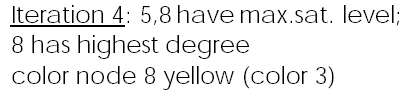 Iteration 4: 5,8 have max.sat. level;
8 has highest degree
color node 8 yellow (color 3)